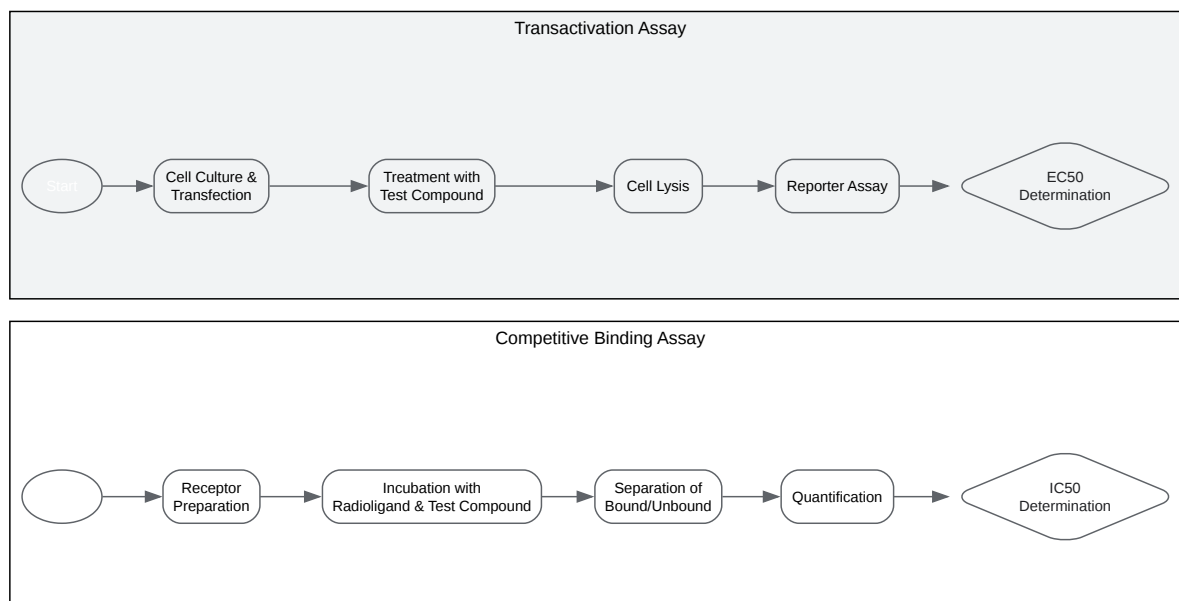 Transactivation Assay
Start
Cell Culture &
Transfection
Treatment with
Test Compound
Cell Lysis
Reporter Assay
EC50
Determination
Competitive Binding Assay
Receptor
Preparation
Incubation with
Radioligand & Test Compound
Separation of
Bound/Unbound
Quantification
IC50
Determination